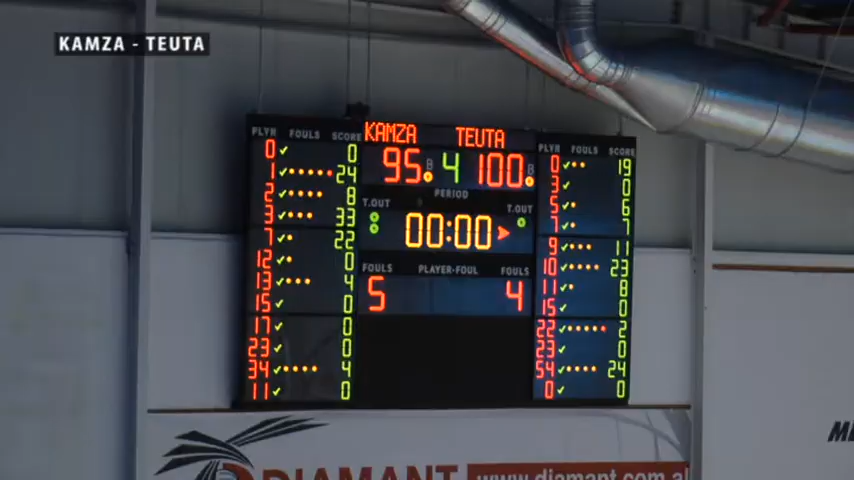 KAMZA - TEUTA
PLYR FOULS SCORE
0 0
1 24
2 8
3 33
7 22
12 0
13 4
15 0
17 0
23 0
34 4
11 0
KAMZA TEUTA
95 B 4 100 B
PERIOD
T.OUT T.OUT
00:00
FOULS PLAYER-FOUL FOULS
5 4
PLYR FOULS SCORE
0 19
3 0
5 6
7 7
9 11
10 23
11 8
15 0
22 2
23 0
54 24
0 0
DIAMANT www.diamant.com.al